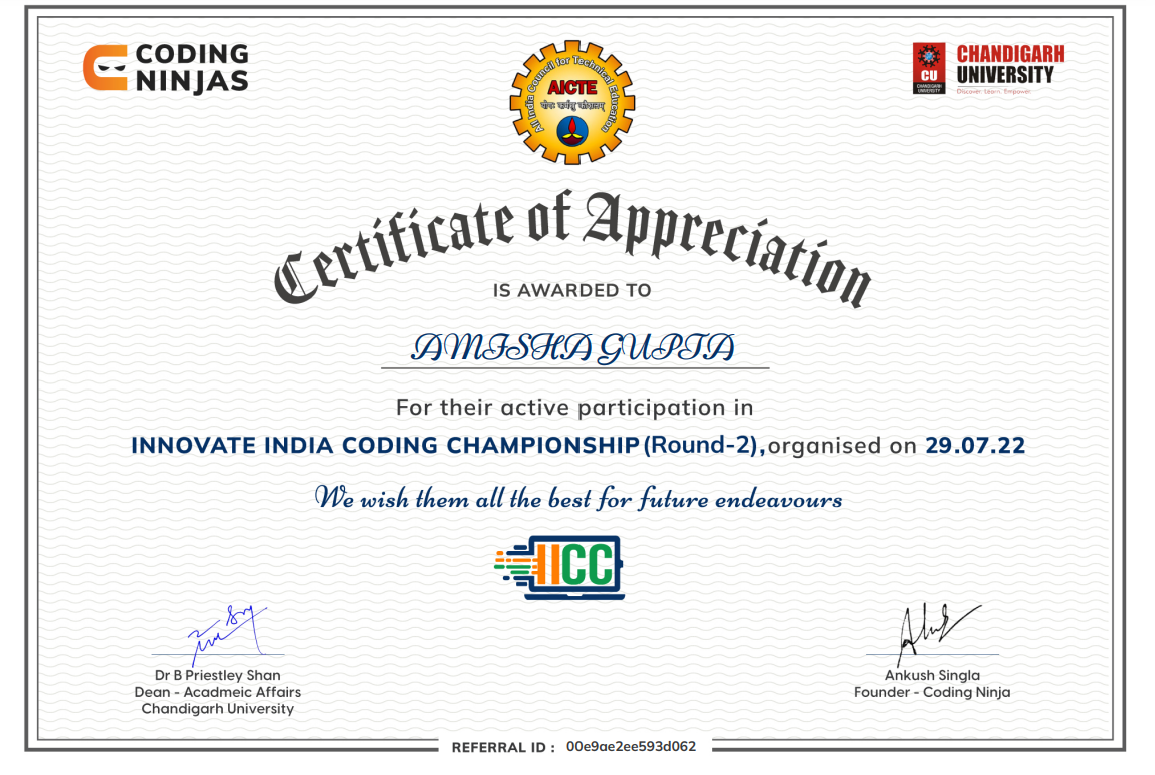 CODING
NINJAS
All India Council for Technical Education
AICTE
योगः कर्मसु कौशलम्
CU
CHANDIGARH
UNIVERSITY
CHANDIGARH
UNIVERSITY
Discover. Learn. Empower.
Certificate of Appreciation
IS AWARDED TO
AMISHA GUPTA
For their active participation in
INNOVATE INDIA CODING CHAMPIONSHIP(Round-2),organised on 29.07.22
We wish them all the best for future endeavours
IICC
Dr B Priestley Shan
Dean - Acadmeic Affairs
Chandigarh University
Ankush Singla
Founder - Coding Ninja
REFERRAL ID : 00e9ae2ee593d062